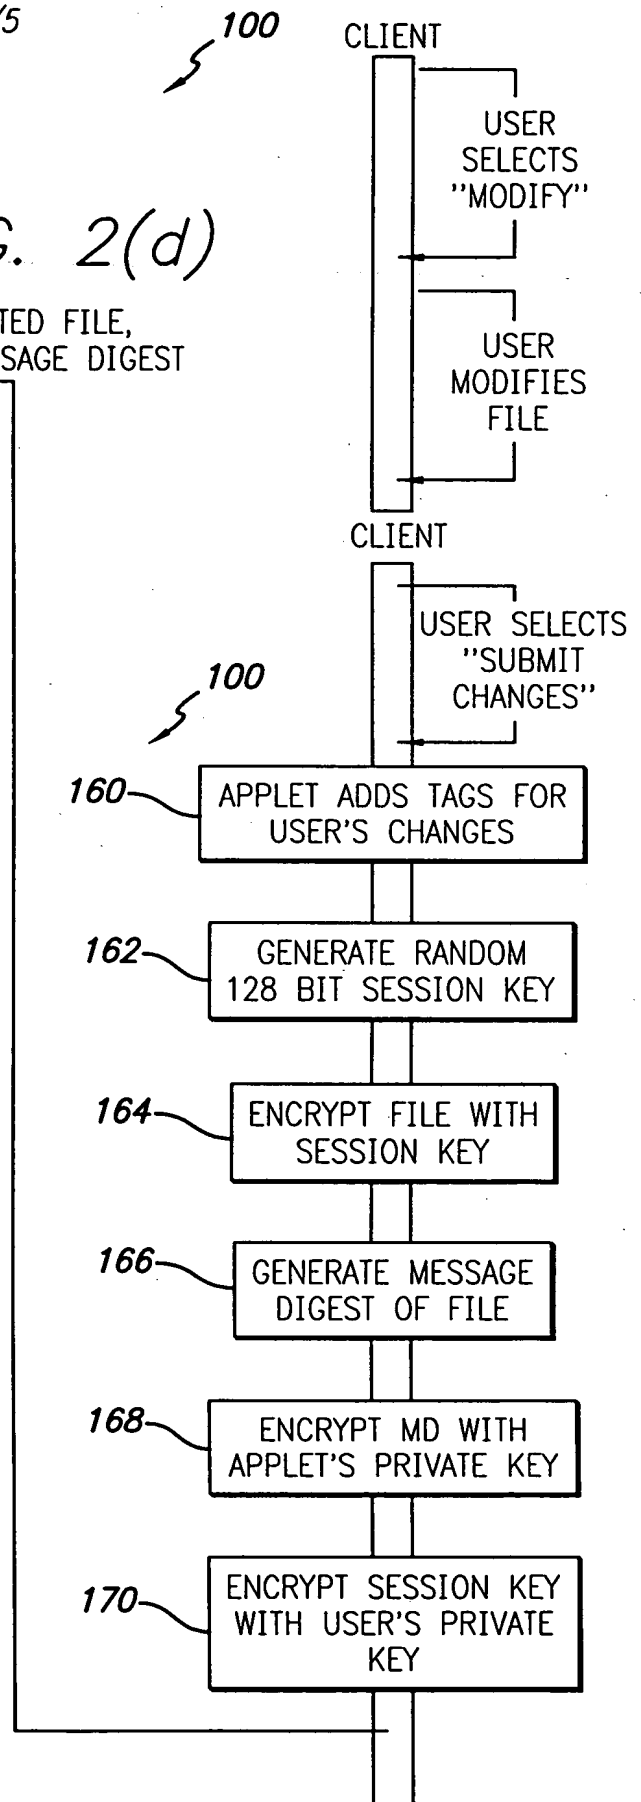 /5
100
CLIENT
USER
SELECTS
"MODIFY"
G. 2(d)
TED FILE,
SAGE DIGEST
USER
MODIFIES
FILE
CLIENT
USER SELECTS
"SUBMIT
CHANGES"
100
160
APPLET ADDS TAGS FOR
USER'S CHANGES
162
GENERATE RANDOM
128 BIT SESSION KEY
164
ENCRYPT FILE WITH
SESSION KEY
166
GENERATE MESSAGE
DIGEST OF FILE
168
ENCRYPT MD WITH
APPLET'S PRIVATE KEY
170
ENCRYPT SESSION KEY
WITH USER'S PRIVATE
KEY